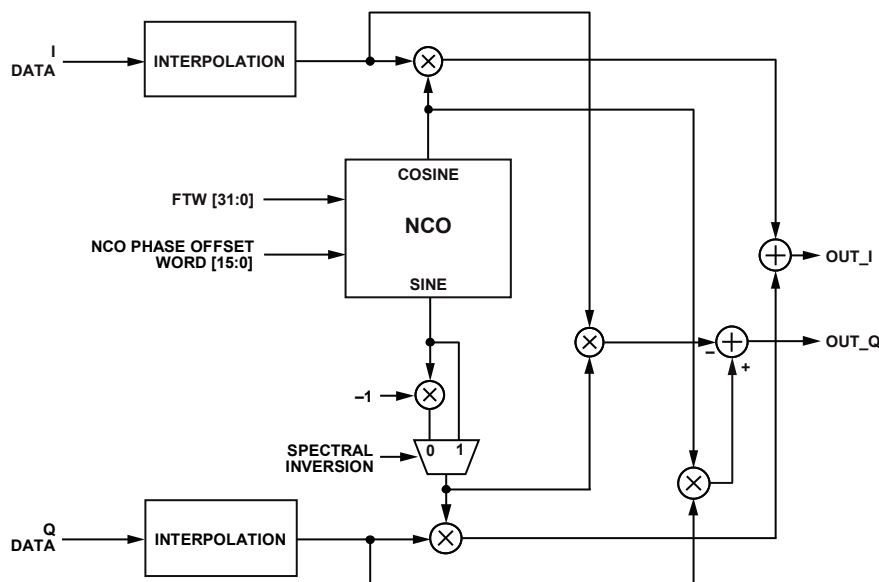 I
DATA
INTERPOLATION
COSINE
FTW [31:0]
NCO
NCO PHASE OFFSET
WORD [15:0]
SINE
OUT_I
OUT_Q
–
+
–1
0 1
SPECTRAL
INVERSION
Q
DATA
INTERPOLATION